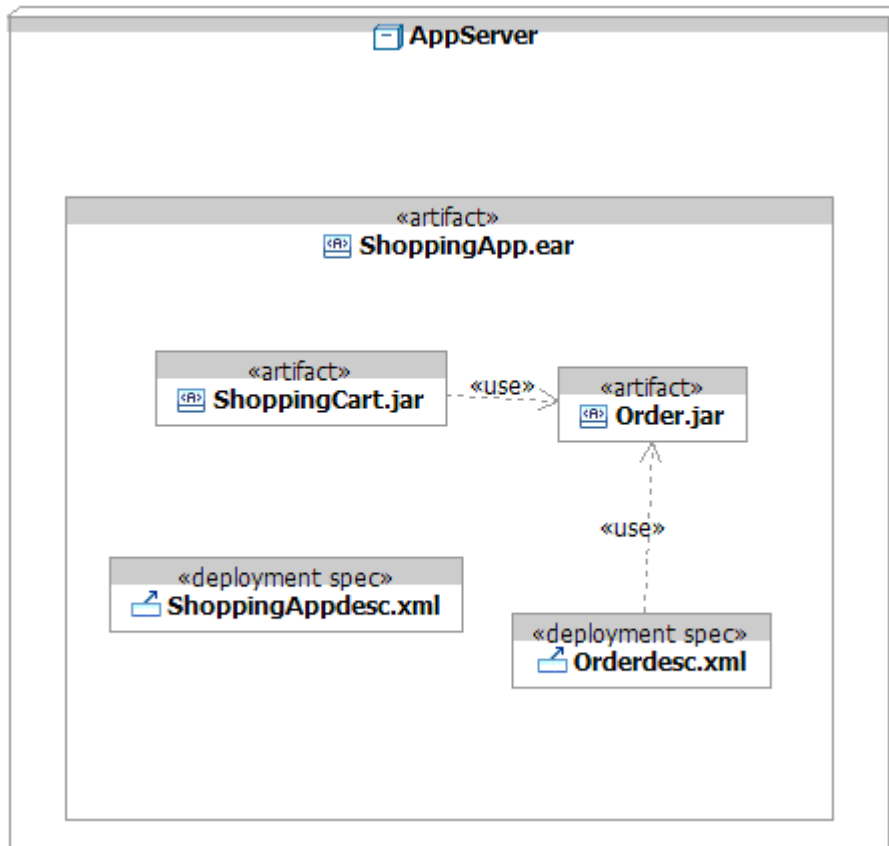 AppServer
«artifact»
ShoppingApp.ear
«artifact»
ShoppingCart.jar
«use»
«artifact»
Order.jar
«use»
«deployment spec»
ShoppingAppdesc.xml
«deployment spec»
Orderdesc.xml